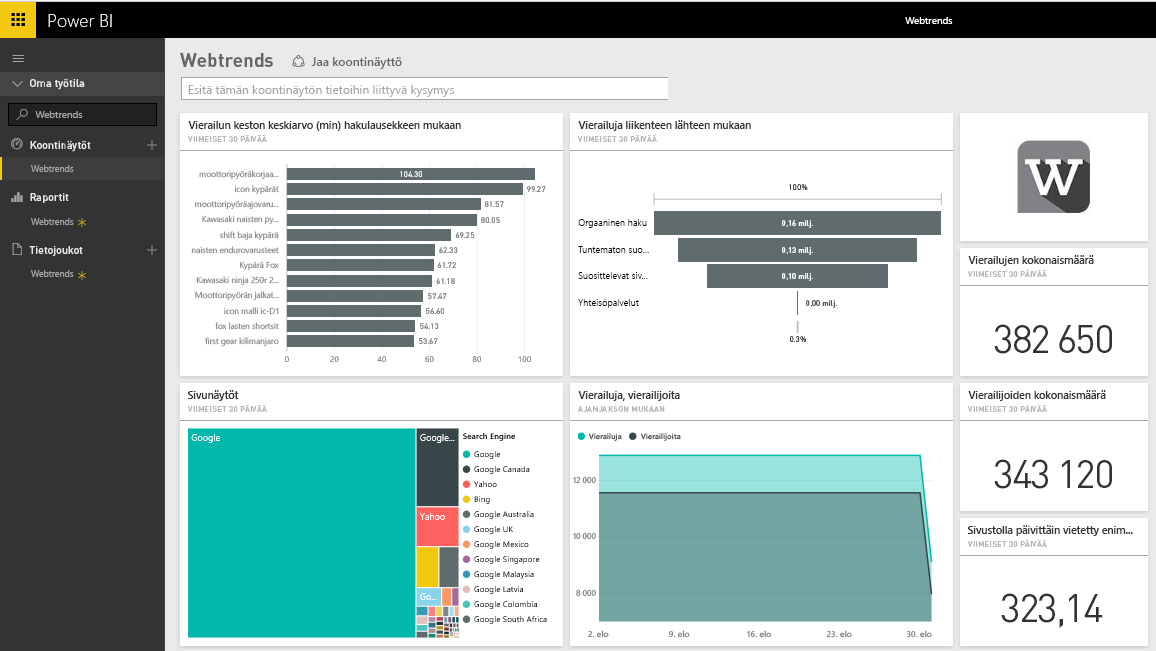 Power BI
Webtrends
Oma työtila
Webtrends
Koontinäytöt
Webtrends
Raportit
Webtrends
Tietojoukot
Webtrends
Webtrends
Jaa koontinäyttö
Esitä tämän koontinäytön tietoihin liittyvä kysymys
Vierailun keston keskiarvo (min) hakulausekkeen mukaan
VIIMEISET 30 PÄIVÄÄ
moottoripyöräkorjaa... 104.30
icon kypärät 99.27
moottoripyöräajovaru... 81.57
Kawasaki naisten py... 80.05
shift baja kypärä 69.25
naisten endurovarusteet 62.33
Kypärä Fox 61.72
Kawasaki ninja 250r 2... 61.18
Moottoripyörän jalkat... 57.47
icon malli ic-D1 56.60
fox lasten shortsit 54.13
first gear kilimanjaro 53.67
0 20 40 60 80 100
Vierailuja liikenteen lähteen mukaan
VIIMEISET 30 PÄIVÄÄ
100%
Orgaaninen haku 0,16 milj.
Tuntematon suo... 0,13 milj.
Suosittelevat siv... 0,10 milj.
Yhteisöpalvelut 0,00 milj.
0.3%
W
Vierailujen kokonaismäärä
VIIMEISET 30 PÄIVÄÄ
382 650
Sivunäytöt
VIIMEISET 30 PÄIVÄÄ
Google
Google...
Yahoo
Go...
Search Engine
Google
Google Canada
Yahoo
Bing
Google Australia
Google UK
Google Mexico
Google Singapore
Google Malaysia
Google Latvia
Google Colombia
Google South Africa
Vierailuja, vierailijoita
AJANJAKSON MUKAAN
Vierailuja Vierailijoita
12 000
10 000
8 000
2. elo 9. elo 16. elo 23. elo 30. elo
Vierailijoiden kokonaismäärä
VIIMEISET 30 PÄIVÄÄ
343 120
Sivustolla päivittäin vietetty enim...
VIIMEISET 30 PÄIVÄÄ
323,14